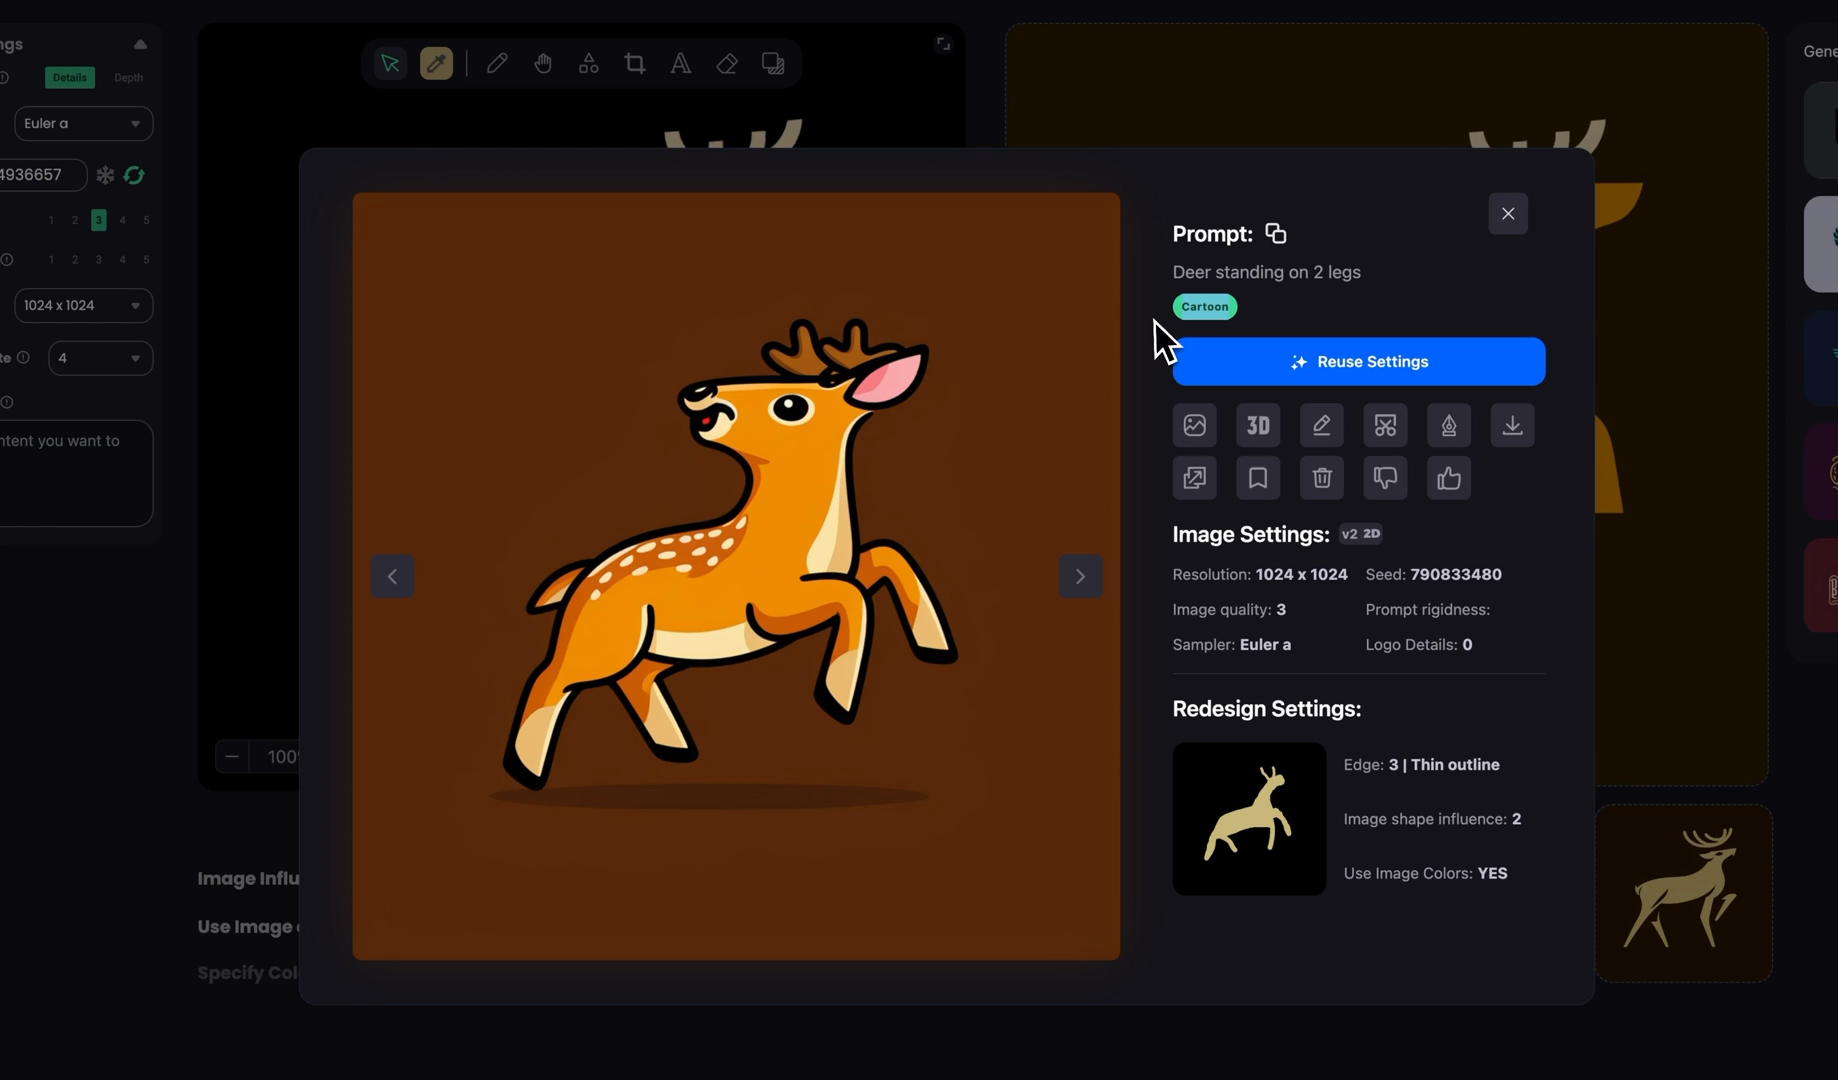 ngs
Details
Depth
Euler a
4936657
1 2 3 4 5
1 2 3 4 5
1024 x 1024
te
4
ntent you want to
100%
Image Influ
Use Image
Specify Col
Prompt:
Deer standing on 2 legs
Cartoon
Reuse Settings
3D
Image Settings: v2 2D
Resolution: 1024 x 1024 Seed: 790833480
Image quality: 3 Prompt rigidness:
Sampler: Euler a Logo Details: 0
Redesign Settings:
Edge: 3 | Thin outline
Image shape influence: 2
Use Image Colors: YES
Gene